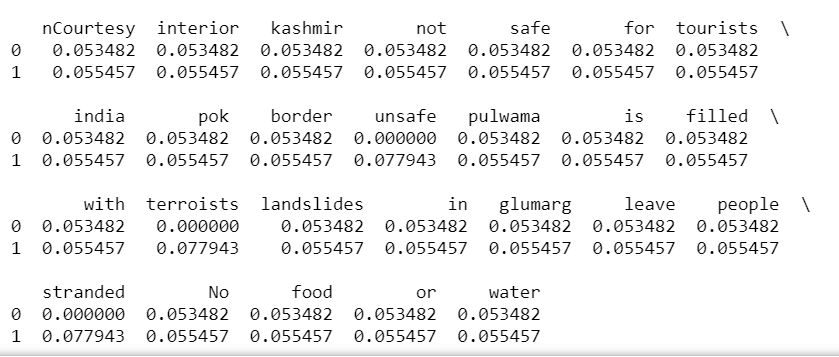 nCourtesy interior kashmir not safe for tourists \
0 0.053482 0.053482 0.053482 0.053482 0.053482 0.053482 0.053482
1 0.055457 0.055457 0.055457 0.055457 0.055457 0.055457 0.055457
india pok border unsafe pulwama is filled \
0 0.053482 0.053482 0.053482 0.000000 0.053482 0.053482 0.053482
1 0.055457 0.055457 0.055457 0.077943 0.055457 0.055457 0.055457
with terroists landslides in glumarg leave people \
0 0.053482 0.000000 0.053482 0.053482 0.053482 0.053482 0.053482
1 0.055457 0.077943 0.055457 0.055457 0.055457 0.055457 0.055457
stranded No food or water
0 0.000000 0.053482 0.053482 0.053482 0.053482
1 0.077943 0.055457 0.055457 0.055457 0.055457